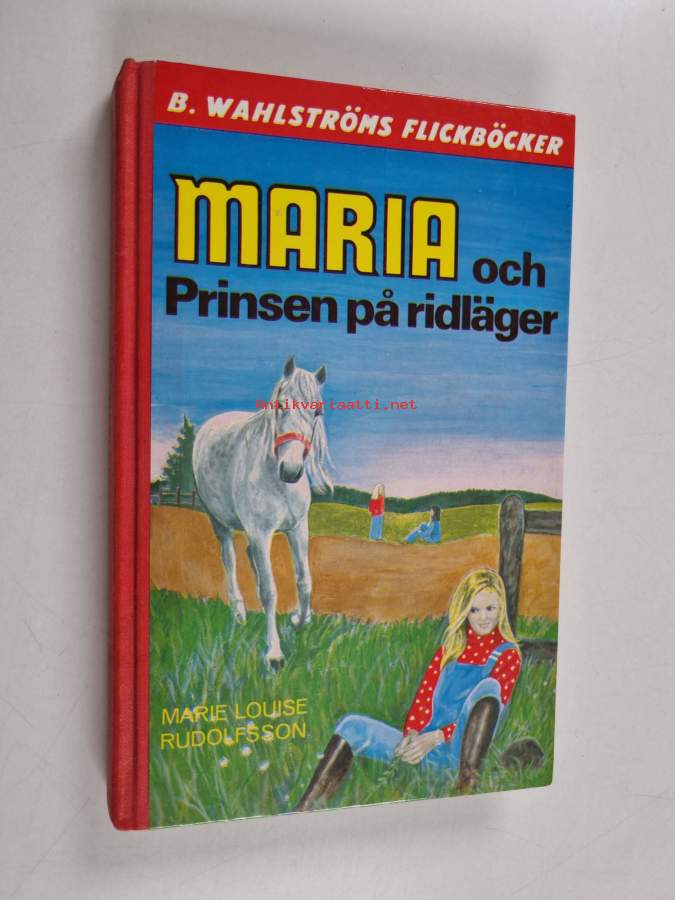 B. WAHLSTRÖMS FLICKBÖCKER
MARIA och
Prinsen på ridläger
Antikvariaatti.net
MARIE LOUISE
RUDOLFSSON